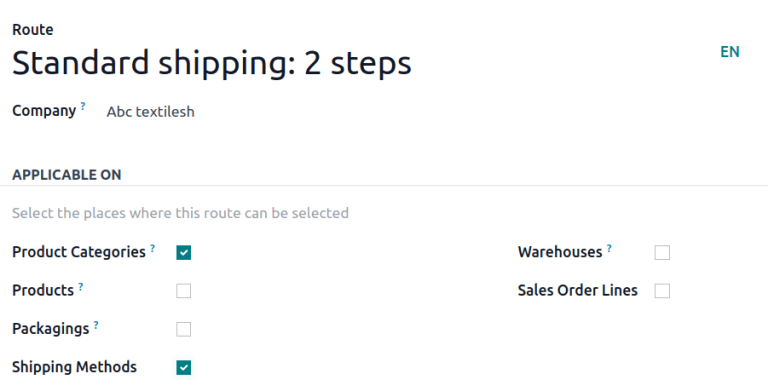 Route
Standard shipping: 2 steps
EN
Company ? Abc textilesh
APPLICABLE ON
Select the places where this route can be selected
Product Categories ?
Warehouses ?
Products ?
Sales Order Lines
Packagings ?
Shipping Methods